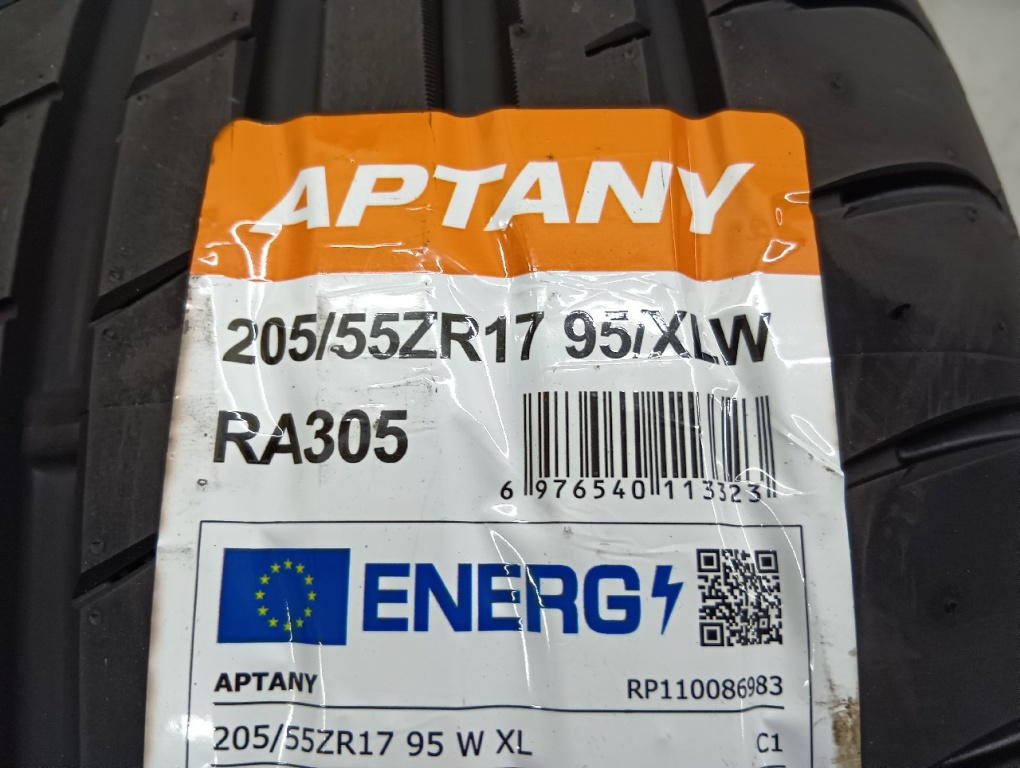 APTANY
205/55ZR17 95/XLW
RA305
6 976540 113323
ENERG
APTANY RP110086983
205/55ZR17 95 W XL C1